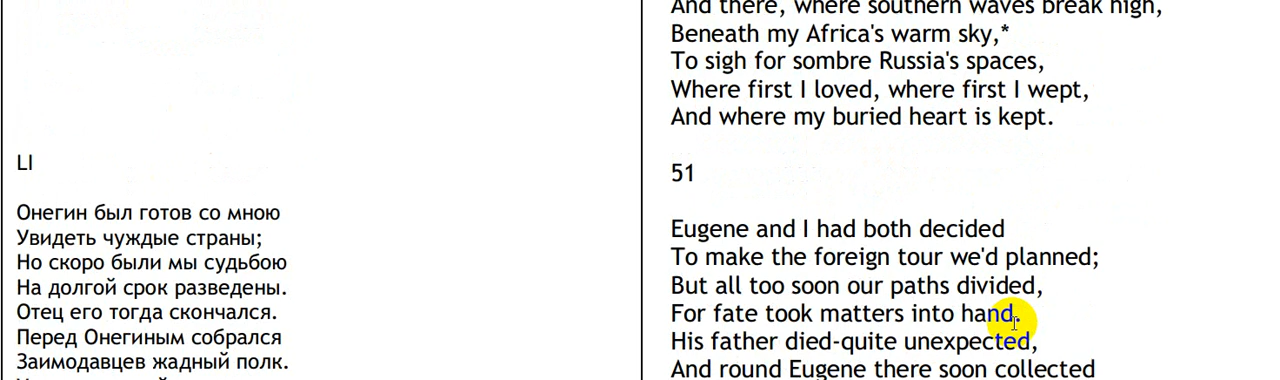 LI
Онегин был готов со мною
Увидеть чуждые страны;
Но скоро были мы судьбою
На долгой срок разведены.
Отец его тогда скончался.
Перед Онегиным собрался
Заимодавцев жадный полк.
And there, where southern waves break high,
Beneath my Africa's warm sky,*
To sigh for sombre Russia's spaces,
Where first I loved, where first I wept,
And where my buried heart is kept.
51
Eugene and I had both decided
To make the foreign tour we'd planned;
But all too soon our paths divided,
For fate took matters into hand.
His father died-quite unexpected,
And round Eugene there soon collected